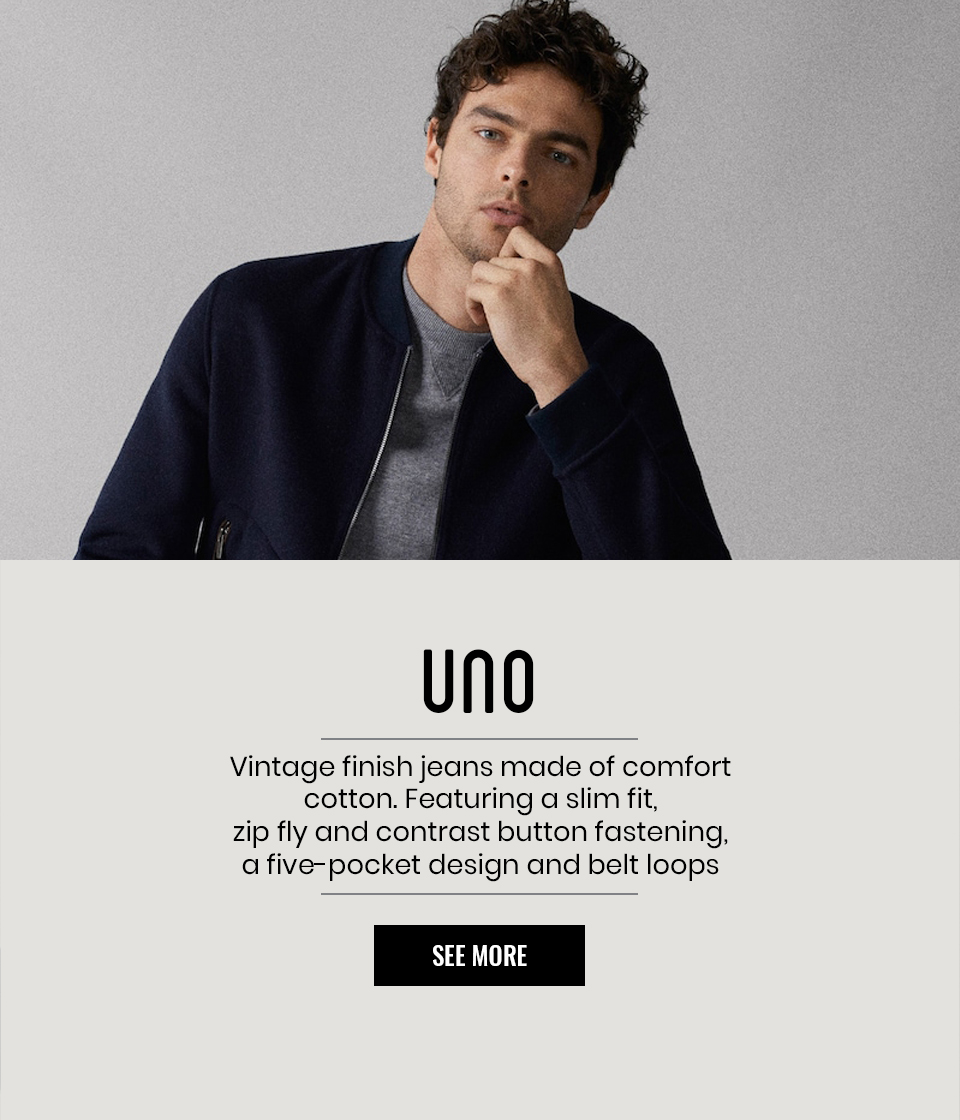 UNO
Vintage finish jeans made of comfort
cotton. Featuring a slim fit,
zip fly and contrast button fastening,
a five-pocket design and belt loops
SEE MORE